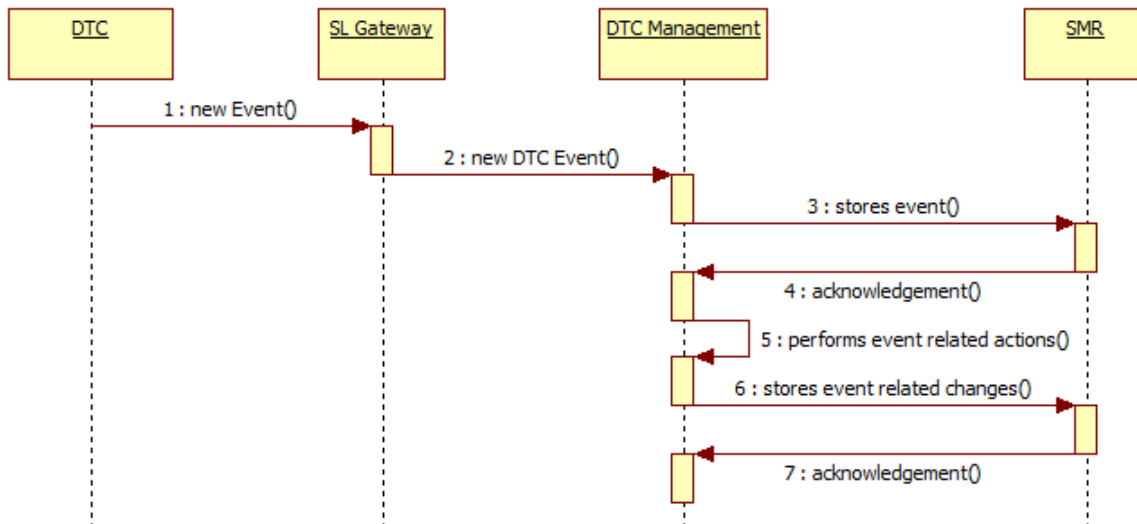 DTC
SL Gateway
DTC Management
SMR
1 : new Event()
2 : new DTC Event()
3 : stores event()
4 : acknowledgement()
5 : performs event related actions()
6 : stores event related changes()
7 : acknowledgement()